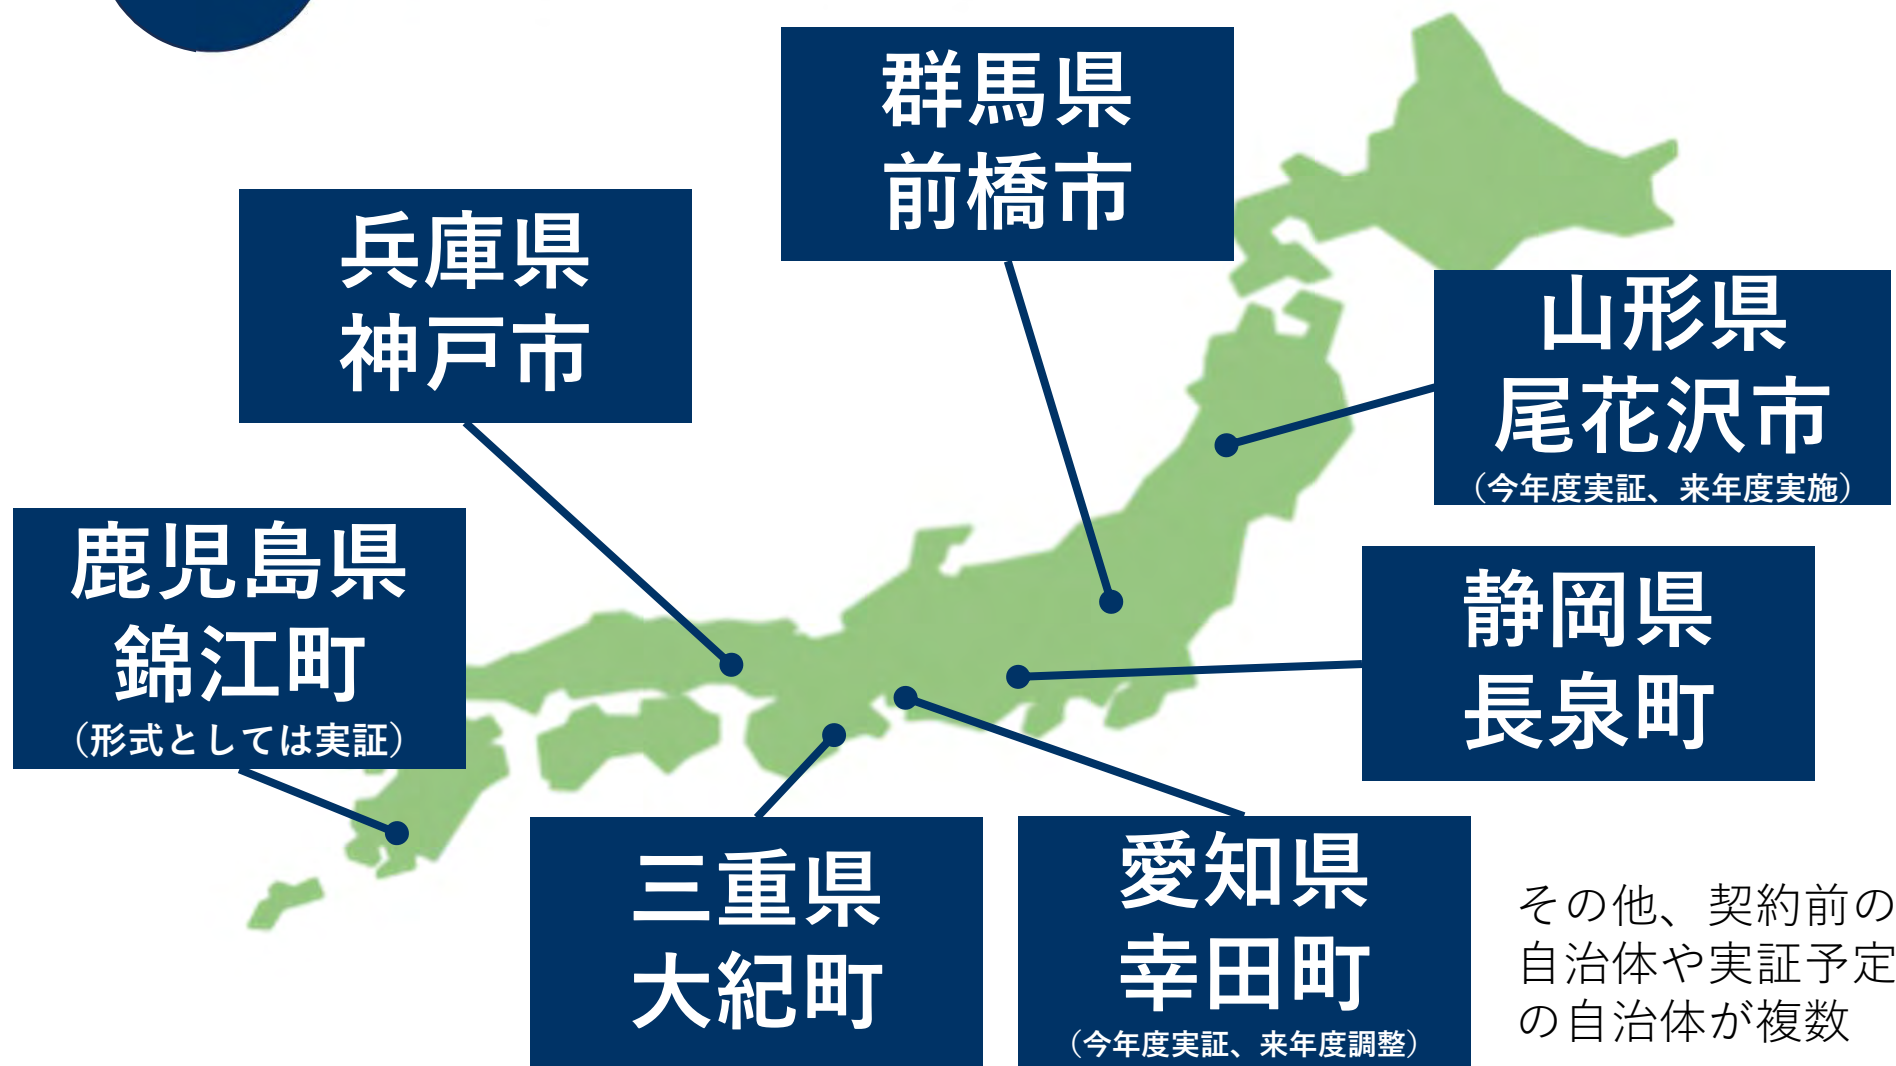 群馬県
前橋市
兵庫県
神戸市
山形県
尾花沢市
（今年度実証、来年度実施）
鹿児島県
錦江町
（形式としては実証）
静岡県
長泉町
三重県
大紀町
愛知県
幸田町
（今年度実証、来年度調整）
その他、契約前の
自治体や実証予定
の自治体が複数